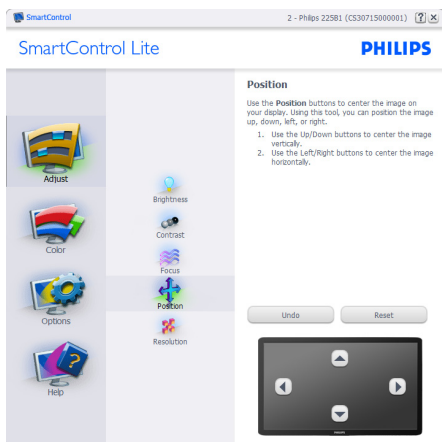 SmartControl
2 - Philips 225B1 (CS30715000001)
SmartControl Lite
PHILIPS
Adjust
Color
Options
Help
Brightness
Contrast
Focus
Position
Resolution
Position
Use the Position buttons to center the image on
your display. Using this tool, you can position the image
up, down, left, or right.
1. Use the Up/Down buttons to center the image
vertically.
2. Use the Left/Right buttons to center the image
horizontally.
Undo
Reset
PHILIPS